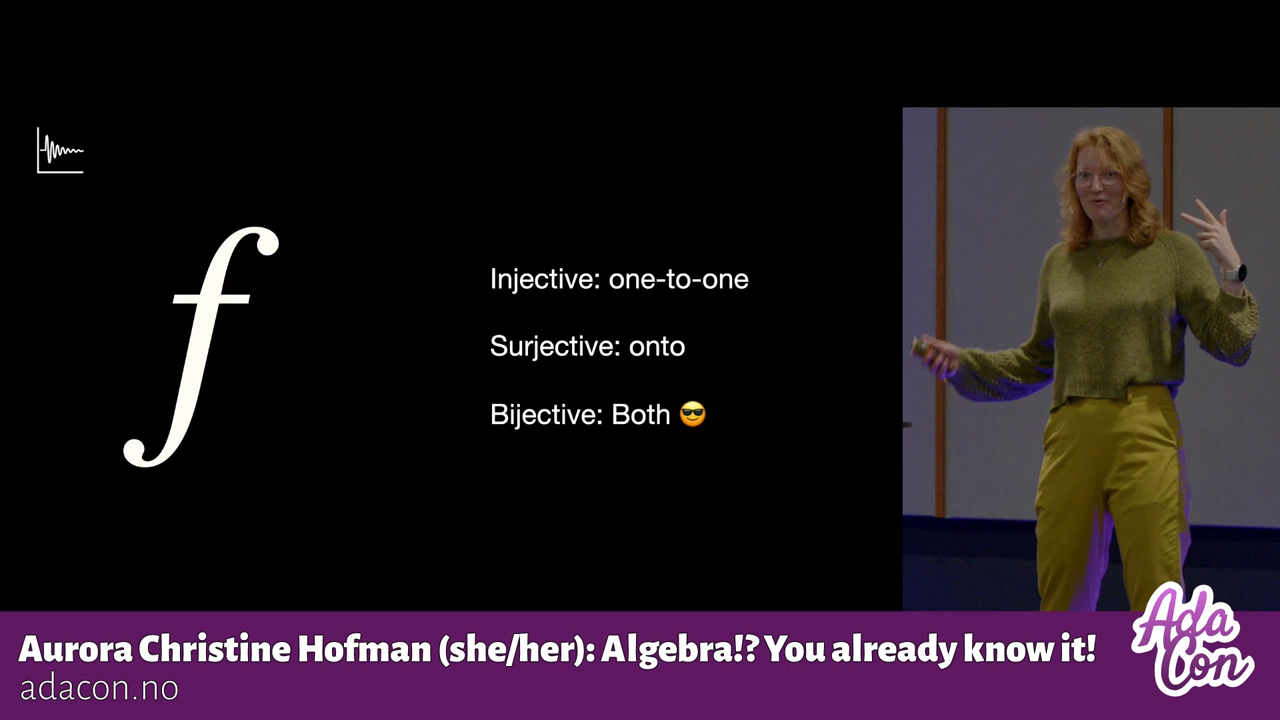 f
Injective: one-to-one
Surjective: onto
Bijective: Both 😎
Aurora Christine Hofman (she/her): Algebra!? You already know it!
adacon.no
Ada
Con